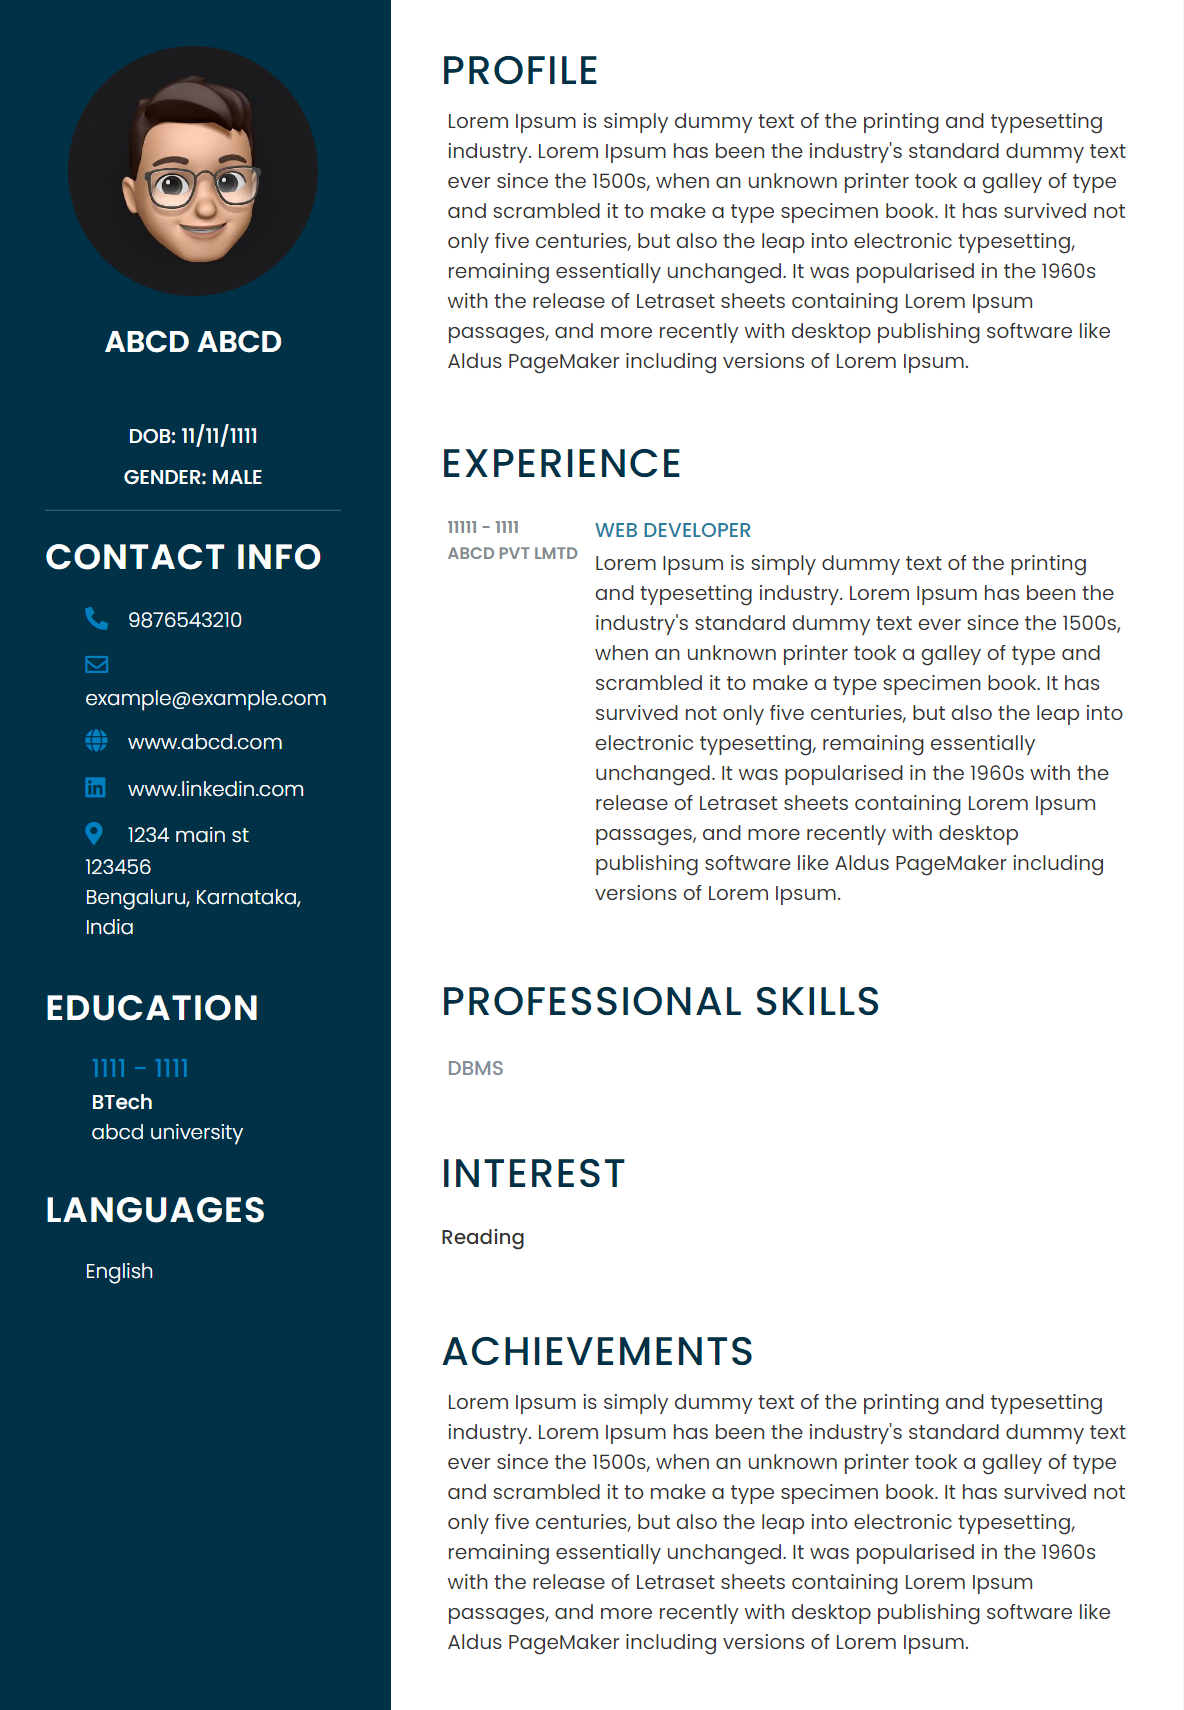 ABCD ABCD
DOB: 11/11/1111
GENDER: MALE
CONTACT INFO
9876543210
example@example.com
www.abcd.com
www.linkedin.com
1234 main st
123456
Bengaluru, Karnataka,
India
EDUCATION
1111 - 1111
BTech
abcd university
LANGUAGES
English
PROFILE
Lorem Ipsum is simply dummy text of the printing and typesetting
industry. Lorem Ipsum has been the industry's standard dummy text
ever since the 1500s, when an unknown printer took a galley of type
and scrambled it to make a type specimen book. It has survived not
only five centuries, but also the leap into electronic typesetting,
remaining essentially unchanged. It was popularised in the 1960s
with the release of Letraset sheets containing Lorem Ipsum
passages, and more recently with desktop publishing software like
Aldus PageMaker including versions of Lorem Ipsum.
EXPERIENCE
11111 - 1111
ABCD PVT LMTD
WEB DEVELOPER
Lorem Ipsum is simply dummy text of the printing
and typesetting industry. Lorem Ipsum has been the
industry's standard dummy text ever since the 1500s,
when an unknown printer took a galley of type and
scrambled it to make a type specimen book. It has
survived not only five centuries, but also the leap into
electronic typesetting, remaining essentially
unchanged. It was popularised in the 1960s with the
release of Letraset sheets containing Lorem Ipsum
passages, and more recently with desktop
publishing software like Aldus PageMaker including
versions of Lorem Ipsum.
PROFESSIONAL SKILLS
DBMS
INTEREST
Reading
ACHIEVEMENTS
Lorem Ipsum is simply dummy text of the printing and typesetting
industry. Lorem Ipsum has been the industry's standard dummy text
ever since the 1500s, when an unknown printer took a galley of type
and scrambled it to make a type specimen book. It has survived not
only five centuries, but also the leap into electronic typesetting,
remaining essentially unchanged. It was popularised in the 1960s
with the release of Letraset sheets containing Lorem Ipsum
passages, and more recently with desktop publishing software like
Aldus PageMaker including versions of Lorem Ipsum.